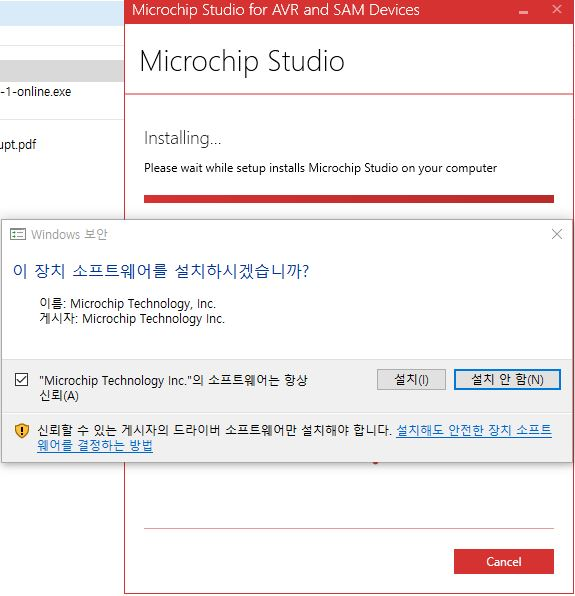 Microchip Studio for AVR and SAM Devices
Microchip Studio
-1-online.exe
upt.pdf
Installing...
Please wait while setup installs Microchip Studio on your computer
Windows 보안
이 장치 소프트웨어를 설치하시겠습니까?
이름: Microchip Technology, Inc.
게시자: Microchip Technology Inc.
"Microchip Technology Inc."의 소프트웨어는 항상
신뢰(A)
설치(I)
설치 안 함(N)
신뢰할 수 있는 게시자의 드라이버 소프트웨어만 설치해야 합니다. 설치해도 안전한 장치 소프트
웨어를 결정하는 방법
Cancel